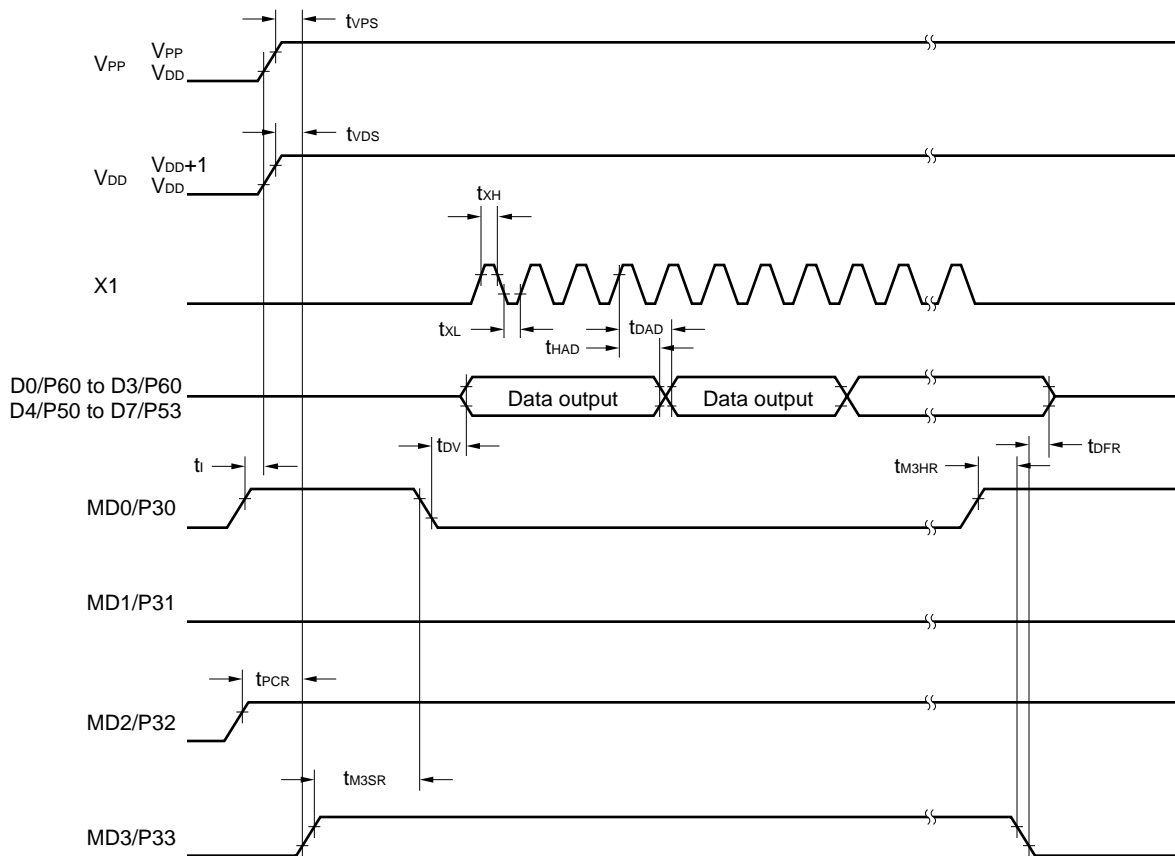 tVPS
VPP VPP
VDD
tVDS
VDD VDD+1
VDD
tXH
X1
tXL
tDAD
tHAD
D0/P60 to D3/P60
D4/P50 to D7/P53
Data output
Data output
tDV
tDFR
tI
tM3HR
MD0/P30
MD1/P31
tPCR
MD2/P32
tM3SR
MD3/P33